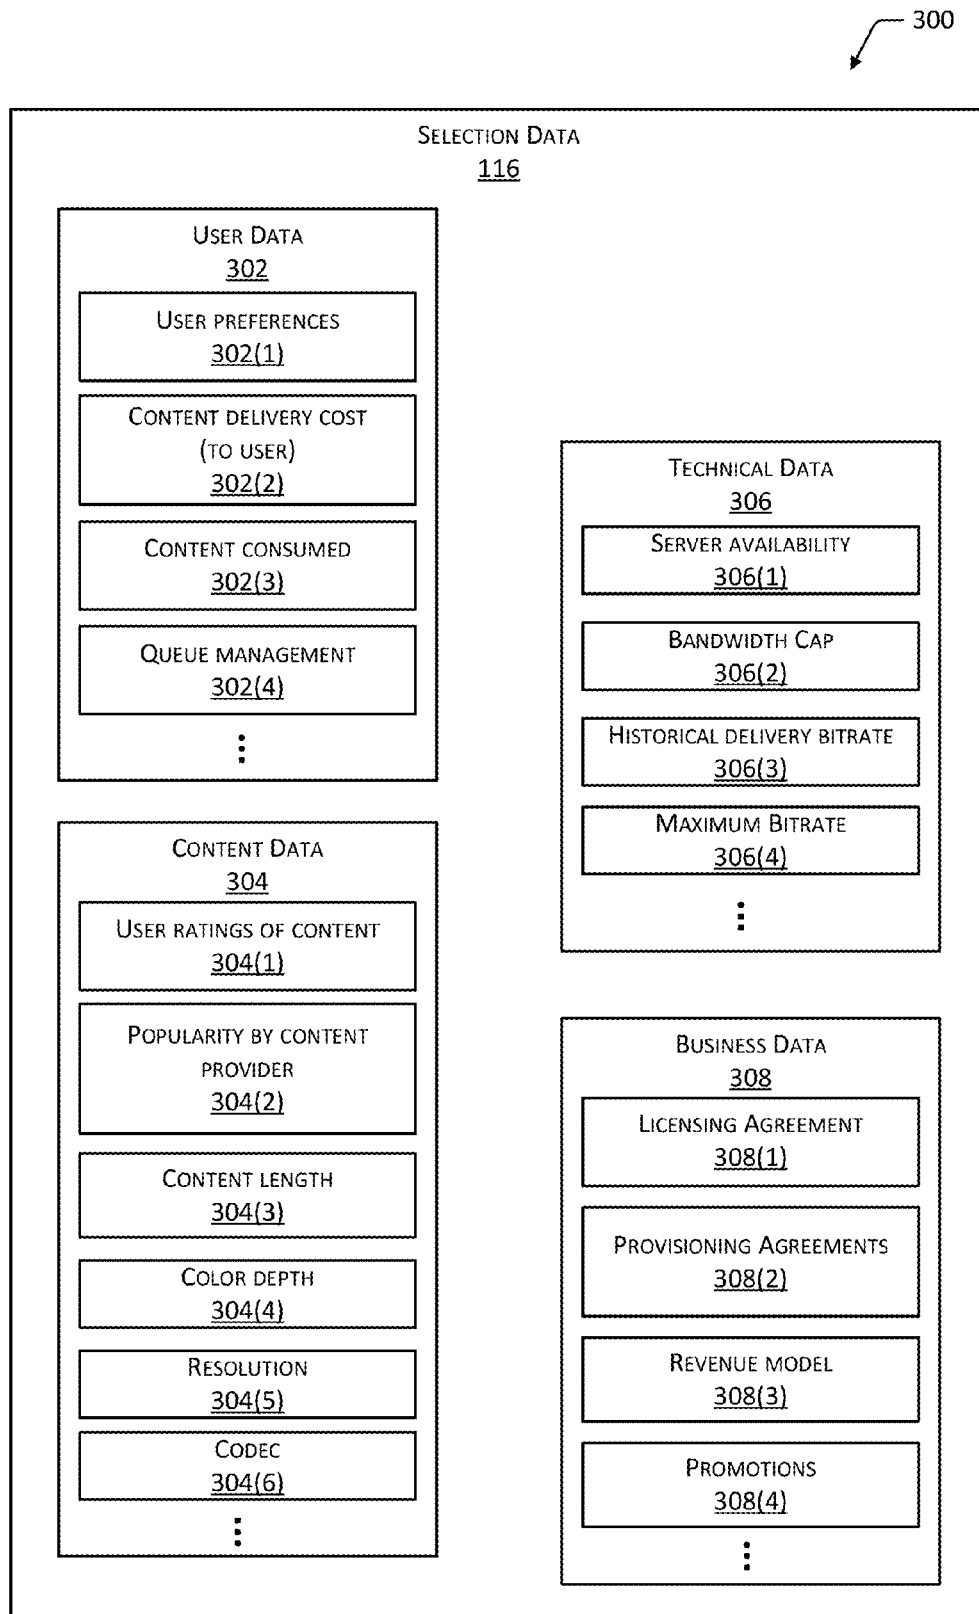 300
SELECTION DATA
116
USER DATA
302
USER PREFERENCES
302(1)
CONTENT DELIVERY COST
(TO USER)
302(2)
CONTENT CONSUMED
302(3)
QUEUE MANAGEMENT
302(4)
CONTENT DATA
304
USER RATINGS OF CONTENT
304(1)
POPULARITY BY CONTENT
PROVIDER
304(2)
CONTENT LENGTH
304(3)
COLOR DEPTH
304(4)
RESOLUTION
304(5)
CODEC
304(6)
TECHNICAL DATA
306
SERVER AVAILABILITY
306(1)
BANDWIDTH CAP
306(2)
HISTORICAL DELIVERY BITRATE
306(3)
MAXIMUM BITRATE
306(4)
BUSINESS DATA
308
LICENSING AGREEMENT
308(1)
PROVISIONING AGREEMENTS
308(2)
REVENUE MODEL
308(3)
PROMOTIONS
308(4)